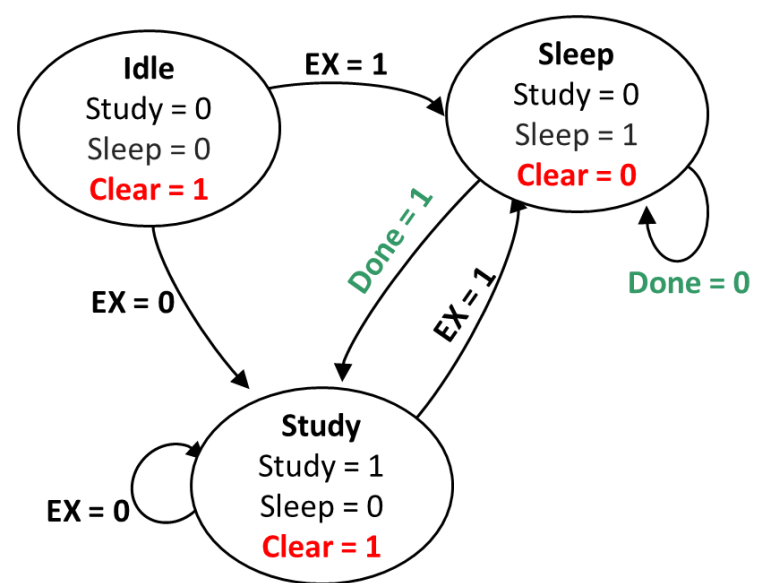 Idle
Study = 0
Sleep = 0
Clear = 1
EX = 1
Sleep
Study = 0
Sleep = 1
Clear = 0
Done = 1
Done = 0
EX = 0
EX = 1
Study
Study = 1
Sleep = 0
Clear = 1
EX = 0